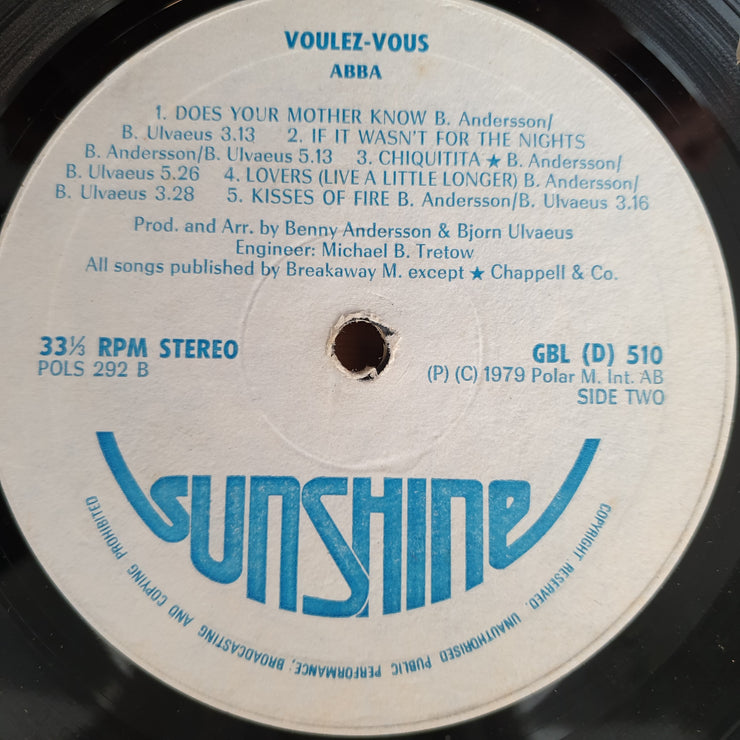 VOULEZ-VOUS
ABBA
1. DOES YOUR MOTHER KNOW B. Andersson/
B. Ulvaeus 3.13 2. IF IT WASN'T FOR THE NIGHTS
B. Andersson/B. Ulvaeus 5.13 3. CHIQUITITA ★ B. Andersson/
B. Ulvaeus 5.26 4. LOVERS (LIVE A LITTLE LONGER) B. Andersson/
B. Ulvaeus 3.28 5. KISSES OF FIRE B. Andersson/B. Ulvaeus 3.16
Prod. and Arr. by Benny Andersson & Bjorn Ulvaeus
Engineer: Michael B. Tretow
All songs published by Breakaway M. except ★ Chappell & Co.
33⅓ RPM STEREO
POLS 292 B
GBL (D) 510
(P) (C) 1979 Polar M. Int. AB
SIDE TWO
SUNSHINE
COPYRIGHT RESERVED. UNAUTHORISED PUBLIC PERFORMANCE, BROADCASTING AND COPYING PROHIBITED